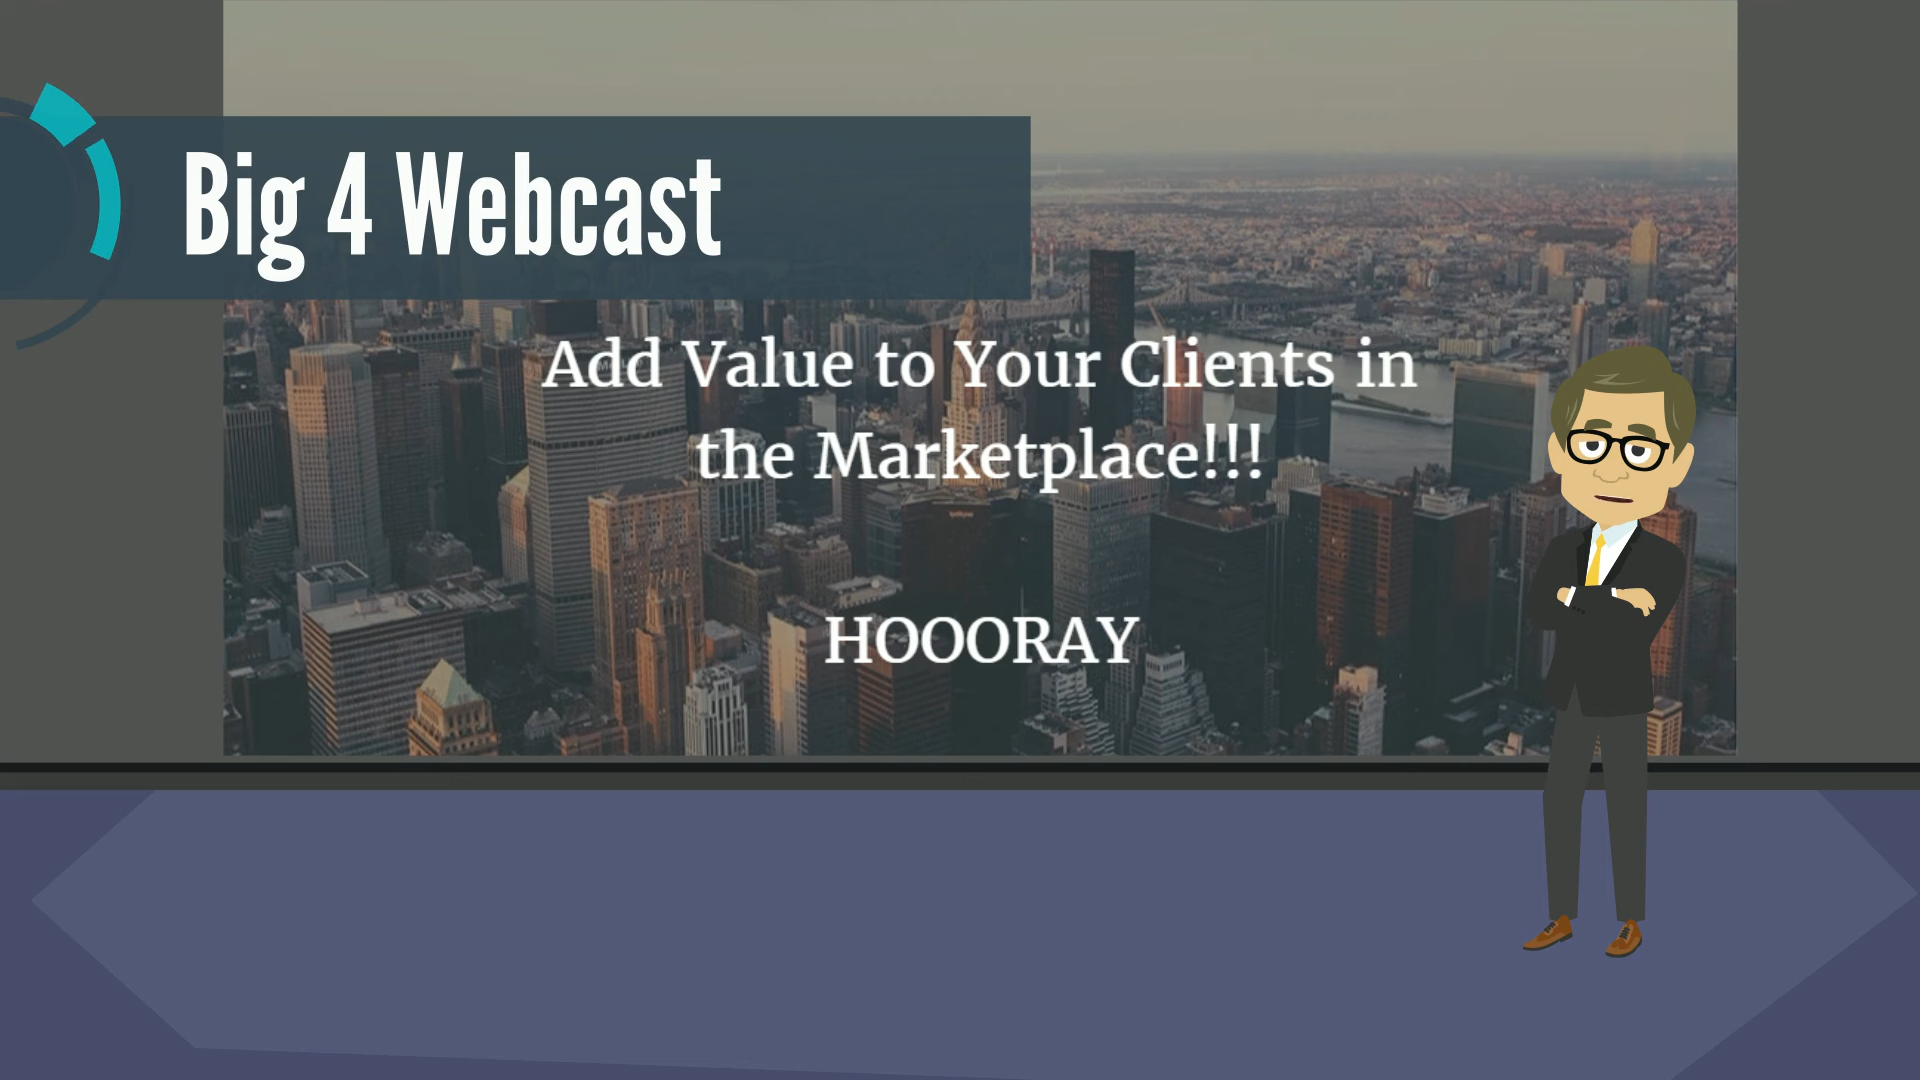 Big 4 Webcast
Add Value to Your Clients in
the Marketplace!!!
HOOORAY